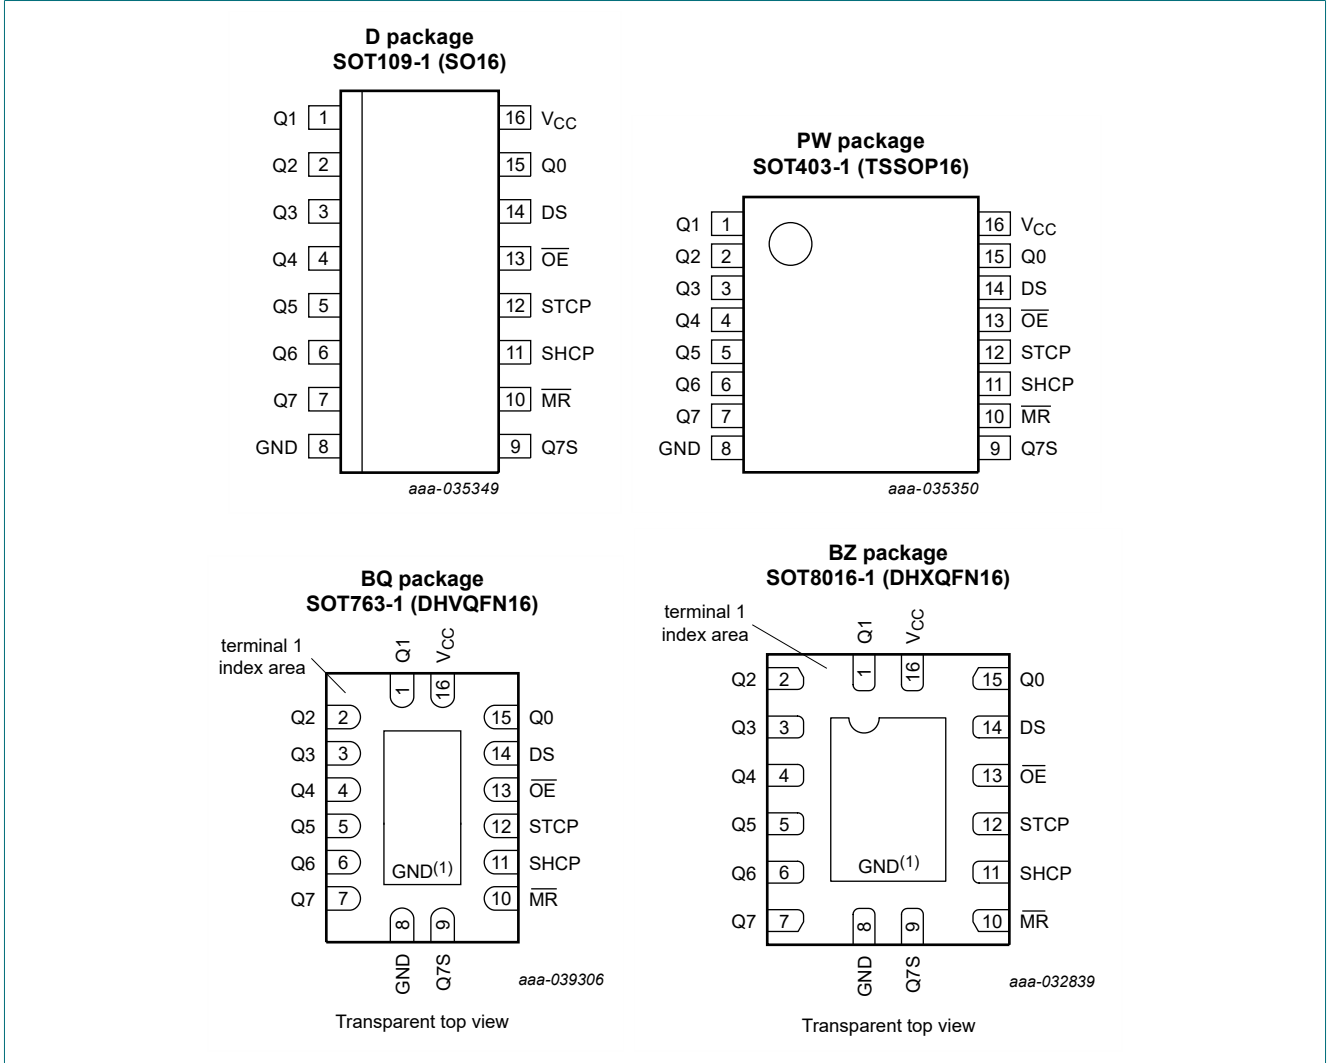 D package
SOT109-1 (SO16)
Q1 1 16 VCC
Q2 2 15 Q0
Q3 3 14 DS
Q4 4 13 O̅E̅
Q5 5 12 STCP
Q6 6 11 SHCP
Q7 7 10 M̅R̅
GND 8 9 Q7S
aaa-035349
PW package
SOT403-1 (TSSOP16)
Q1 1 16 VCC
Q2 2 15 Q0
Q3 3 14 DS
Q4 4 13 O̅E̅
Q5 5 12 STCP
Q6 6 11 SHCP
Q7 7 10 M̅R̅
GND 8 9 Q7S
aaa-035350
BQ package
SOT763-1 (DHVQFN16)
terminal 1
index area
Q1 VCC
1 16
Q2 2 15 Q0
Q3 3 14 DS
Q4 4 13 O̅E̅
Q5 5 12 STCP
Q6 6 11 SHCP
GND(1)
Q7 7 10 M̅R̅
8 9
GND Q7S
aaa-039306
Transparent top view
BZ package
SOT8016-1 (DHXQFN16)
terminal 1
index area
Q1 VCC
1 16
Q2 2 15 Q0
Q3 3 14 DS
Q4 4 13 O̅E̅
Q5 5 12 STCP
GND(1)
Q6 6 11 SHCP
Q7 7 10 M̅R̅
8 9
GND Q7S
aaa-032839
Transparent top view